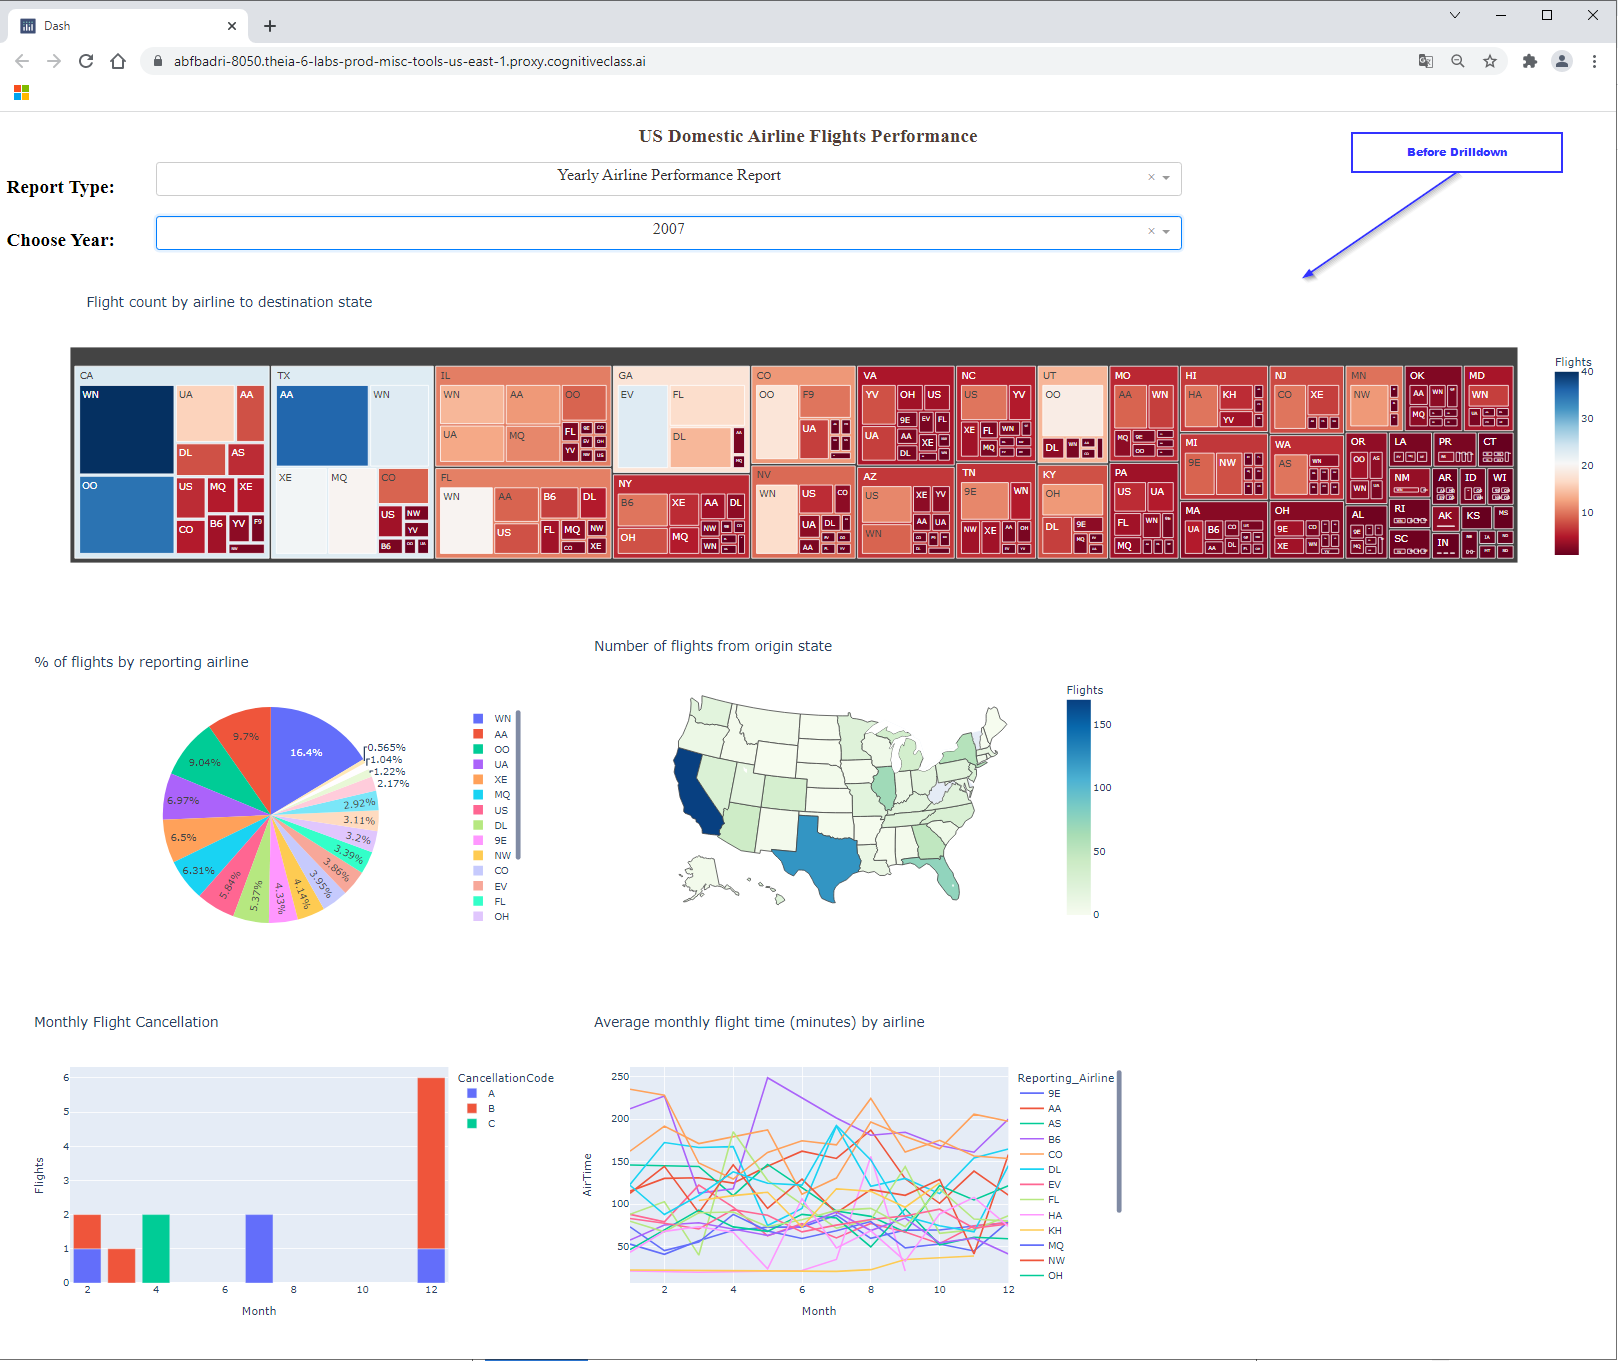 Dash
abfbadri-8050.theia-6-labs-prod-misc-tools-us-east-1.proxy.cognitiveclass.ai
US Domestic Airline Flights Performance
Before Drilldown
Report Type:
Yearly Airline Performance Report
Choose Year:
2007
Flight count by airline to destination state
CA
WN
UA
AA
DL
AS
OO
US
MQ
XE
CO
B6
YV
F9
TX
AA
WN
XE
MQ
CO
US
NW
YV
B6
IL
WN
AA
OO
UA
MQ
FL
YV
FL
WN
AA
B6
DL
US
FL
MQ
NW
CO
XE
GA
EV
FL
DL
NY
B6
XE
AA
DL
OH
MQ
NW
WN
CO
OO
F9
UA
NV
WN
US
CO
UA
DL
AA
VA
YV
OH
US
9E
EV
FL
UA
AA
XE
DL
AZ
US
XE
YV
WN
AA
UA
NC
US
YV
XE
FL
WN
MQ
TN
9E
WN
NW
XE
UT
OO
DL
KY
OH
DL
9E
MO
AA
WN
MQ
PA
US
UA
FL
WN
MQ
HI
HA
KH
YV
MI
9E
NW
MA
UA
B6
CO
AA
DL
NJ
CO
XE
WA
AS
WN
OH
9E
CO
XE
WN
MN
NW
OR
OO
AS
WN
AL
OK
AA
WN
MQ
MD
WN
LA
PR
CT
NM
AR
ID
WI
RI
AK
KS
MS
SC
IN
Flights
40
30
20
10
% of flights by reporting airline
16.4%
9.7%
9.04%
6.97%
6.5%
6.31%
5.84%
5.37%
4.33%
4.14%
3.95%
3.86%
3.39%
3.2%
3.11%
2.92%
2.17%
1.22%
1.04%
0.565%
WN
AA
OO
UA
XE
MQ
US
DL
9E
NW
CO
EV
FL
OH
Number of flights from origin state
Flights
150
100
50
0
Monthly Flight Cancellation
Flights
6
5
4
3
2
1
0
2
4
6
8
10
12
Month
CancellationCode
A
B
C
Average monthly flight time (minutes) by airline
AirTime
250
200
150
100
50
2
4
6
8
10
12
Month
Reporting_Airline
9E
AA
AS
B6
CO
DL
EV
FL
HA
KH
MQ
NW
OH